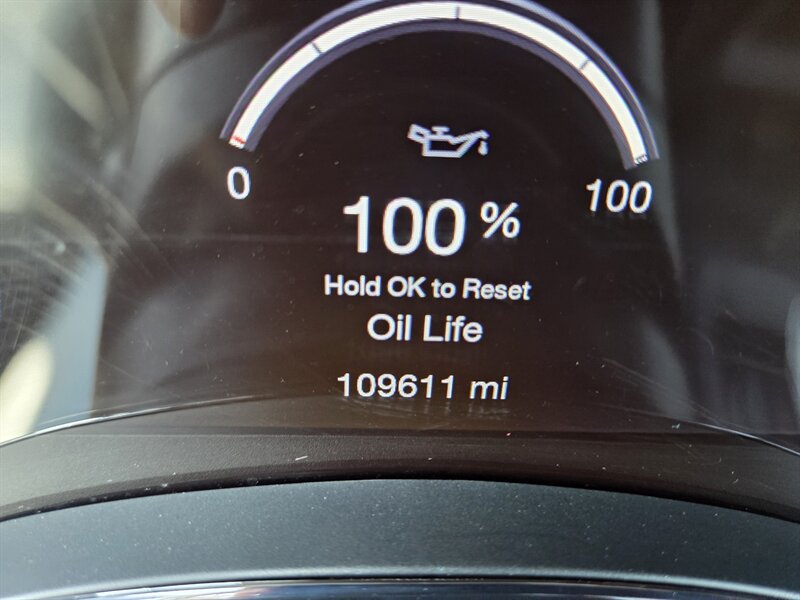 0
100
100 %
Hold OK to Reset
Oil Life
109611 mi